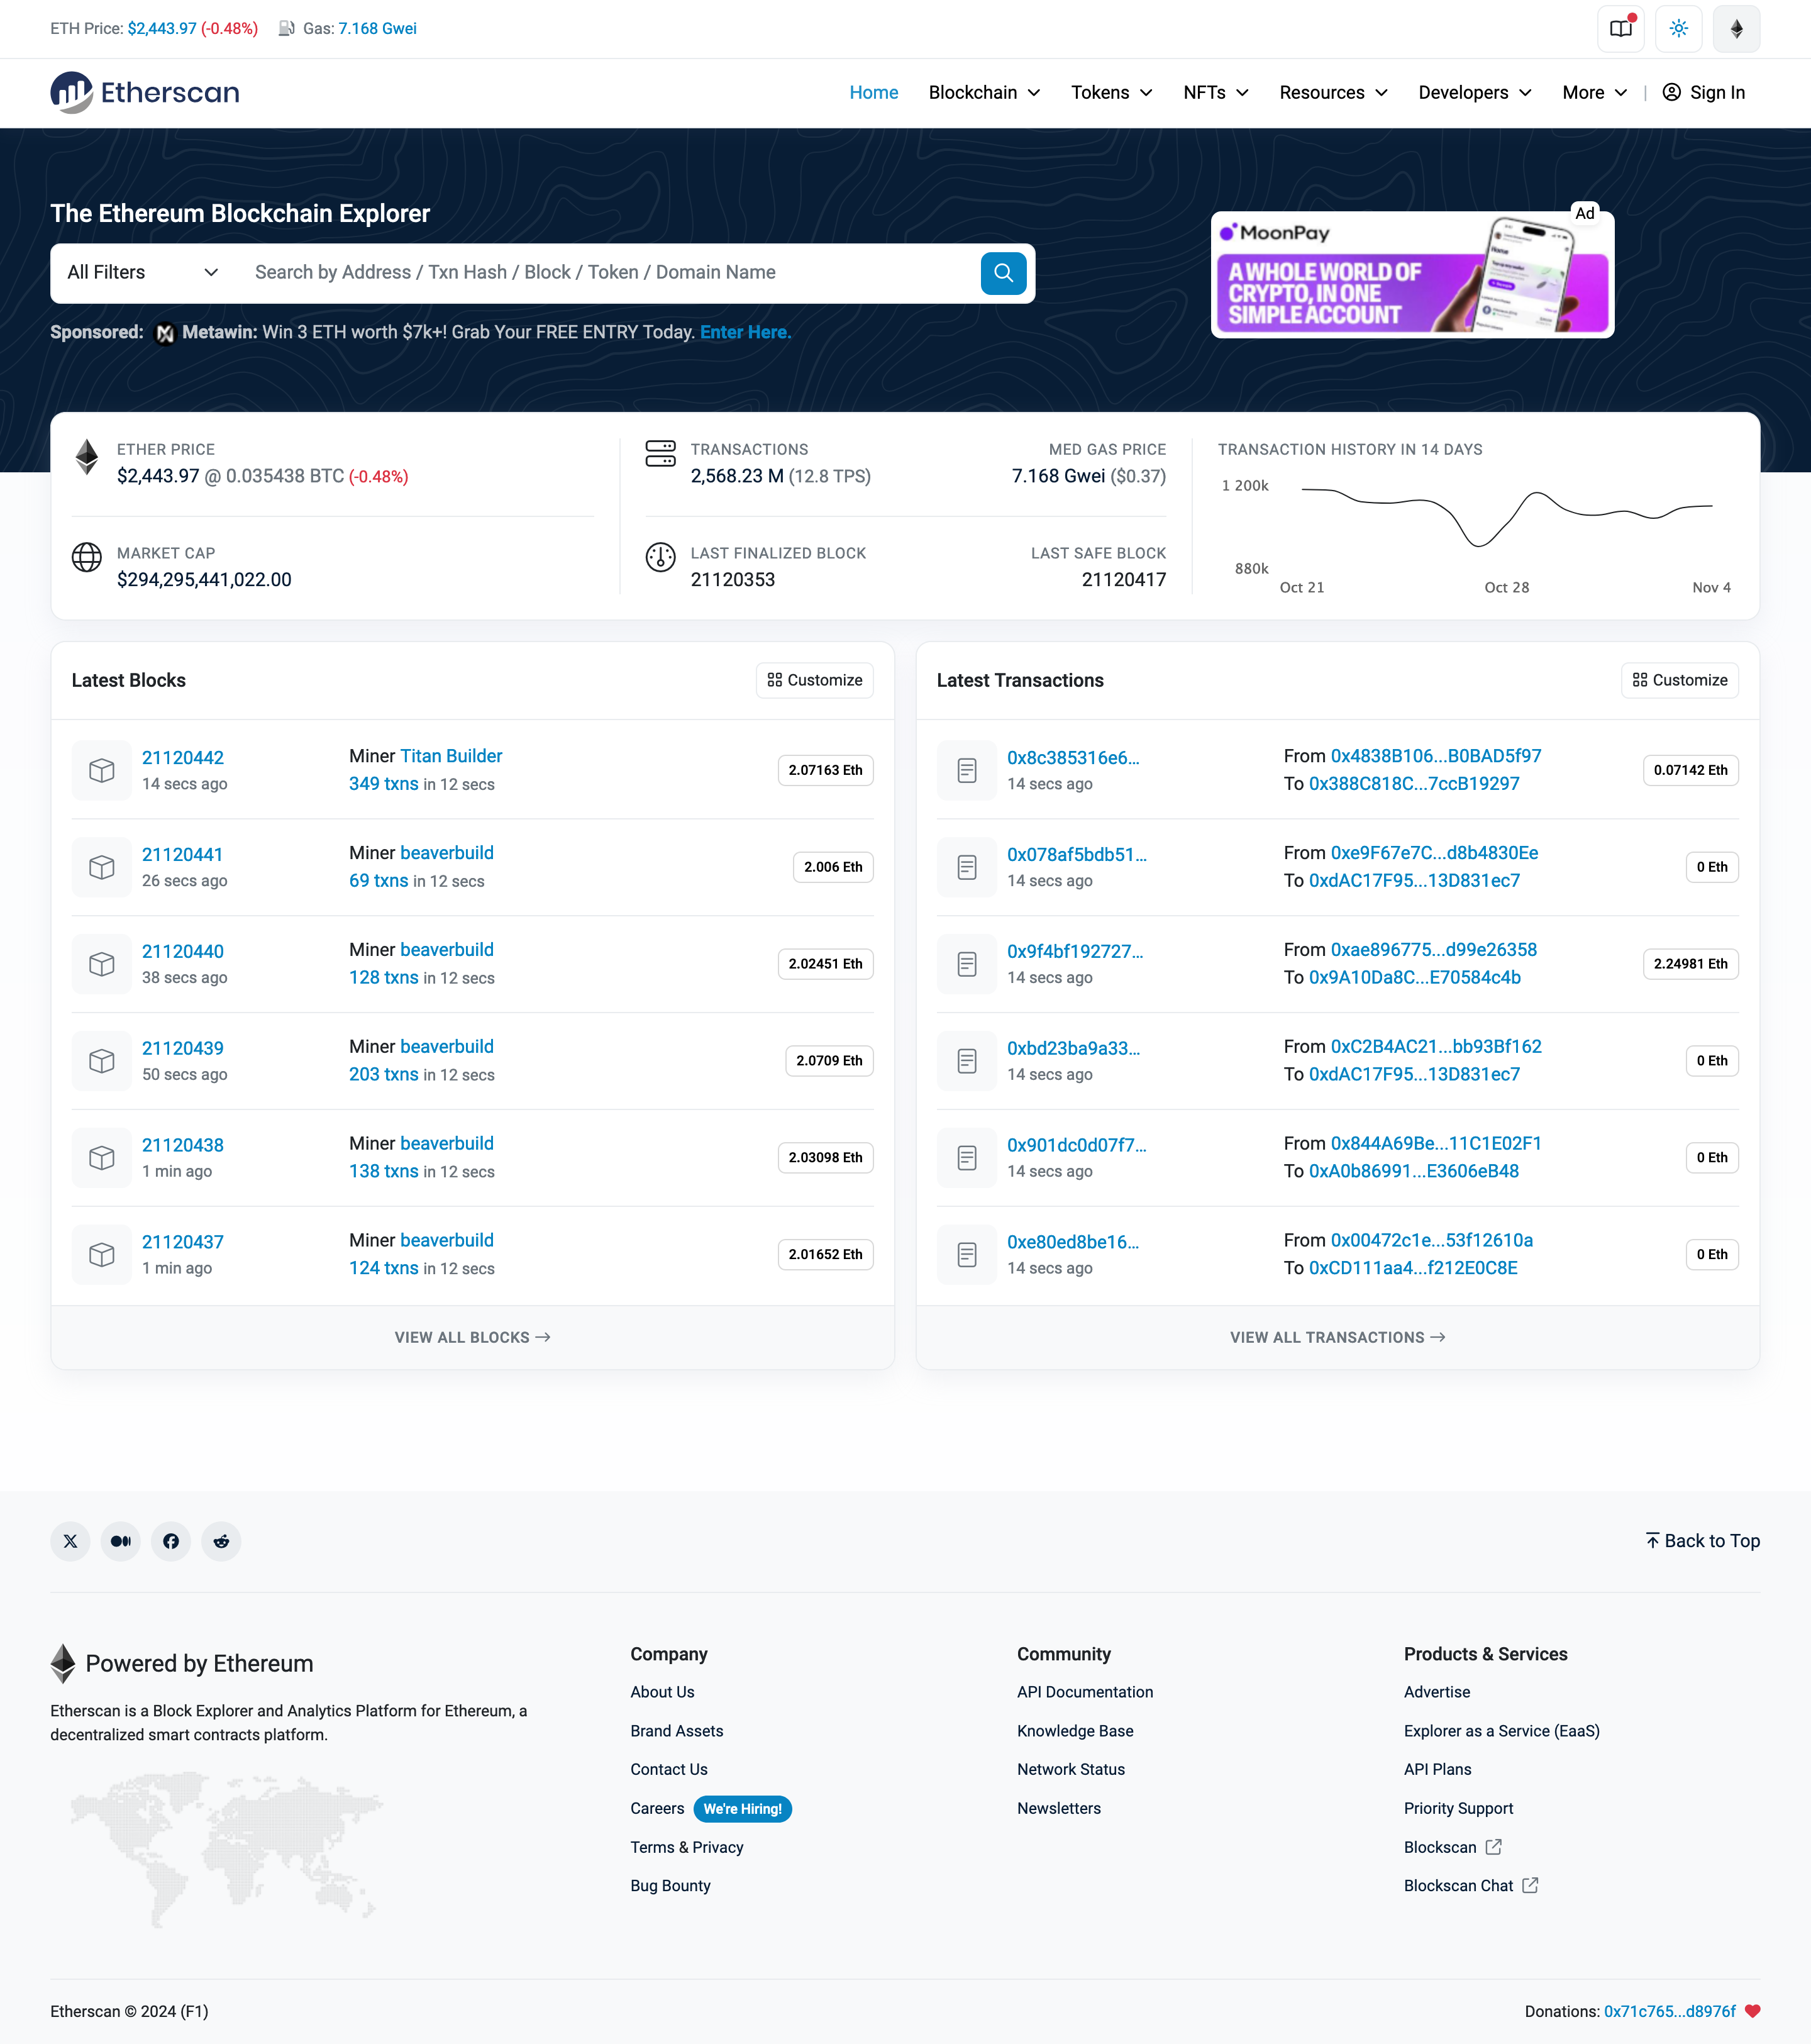 ETH Price: $2,443.97 (-0.48%) Gas: 7.168 Gwei
Etherscan
Home Blockchain Tokens NFTs Resources Developers More | Sign In
The Ethereum Blockchain Explorer
All Filters Search by Address / Txn Hash / Block / Token / Domain Name
Sponsored: Metawin: Win 3 ETH worth $7k+! Grab Your FREE ENTRY Today. Enter Here.
Ad
MoonPay
A WHOLE WORLD OF
CRYPTO, IN ONE
SIMPLE ACCOUNT
ETHER PRICE
$2,443.97 @ 0.035438 BTC (-0.48%)
MARKET CAP
$294,295,441,022.00
TRANSACTIONS
2,568.23 M (12.8 TPS)
MED GAS PRICE
7.168 Gwei ($0.37)
LAST FINALIZED BLOCK
21120353
LAST SAFE BLOCK
21120417
TRANSACTION HISTORY IN 14 DAYS
1 200k
880k
Oct 21 Oct 28 Nov 4
Latest Blocks Customize
21120442 Miner Titan Builder 2.07163 Eth
14 secs ago 349 txns in 12 secs
21120441 Miner beaverbuild 2.006 Eth
26 secs ago 69 txns in 12 secs
21120440 Miner beaverbuild 2.02451 Eth
38 secs ago 128 txns in 12 secs
21120439 Miner beaverbuild 2.0709 Eth
50 secs ago 203 txns in 12 secs
21120438 Miner beaverbuild 2.03098 Eth
1 min ago 138 txns in 12 secs
21120437 Miner beaverbuild 2.01652 Eth
1 min ago 124 txns in 12 secs
VIEW ALL BLOCKS →
Latest Transactions Customize
0x8c385316e6... From 0x4838B106...B0BAD5f97 0.07142 Eth
14 secs ago To 0x388C818C...7ccB19297
0x078af5bdb51... From 0xe9F67e7C...d8b4830Ee 0 Eth
14 secs ago To 0xdAC17F95...13D831ec7
0x9f4bf192727... From 0xae896775...d99e26358 2.24981 Eth
14 secs ago To 0x9A10Da8C...E70584c4b
0xbd23ba9a33... From 0xC2B4AC21...bb93Bf162 0 Eth
14 secs ago To 0xdAC17F95...13D831ec7
0x901dc0d07f7... From 0x844A69Be...11C1E02F1 0 Eth
14 secs ago To 0xA0b86991...E3606eB48
0xe80ed8be16... From 0x00472c1e...53f12610a 0 Eth
14 secs ago To 0xCD111aa4...f212E0C8E
VIEW ALL TRANSACTIONS →
Back to Top
Powered by Ethereum
Etherscan is a Block Explorer and Analytics Platform for Ethereum, a
decentralized smart contracts platform.
Company
About Us
Brand Assets
Contact Us
Careers We're Hiring!
Terms & Privacy
Bug Bounty
Community
API Documentation
Knowledge Base
Network Status
Newsletters
Products & Services
Advertise
Explorer as a Service (EaaS)
API Plans
Priority Support
Blockscan
Blockscan Chat
Etherscan © 2024 (F1)
Donations: 0x71c765...d8976f